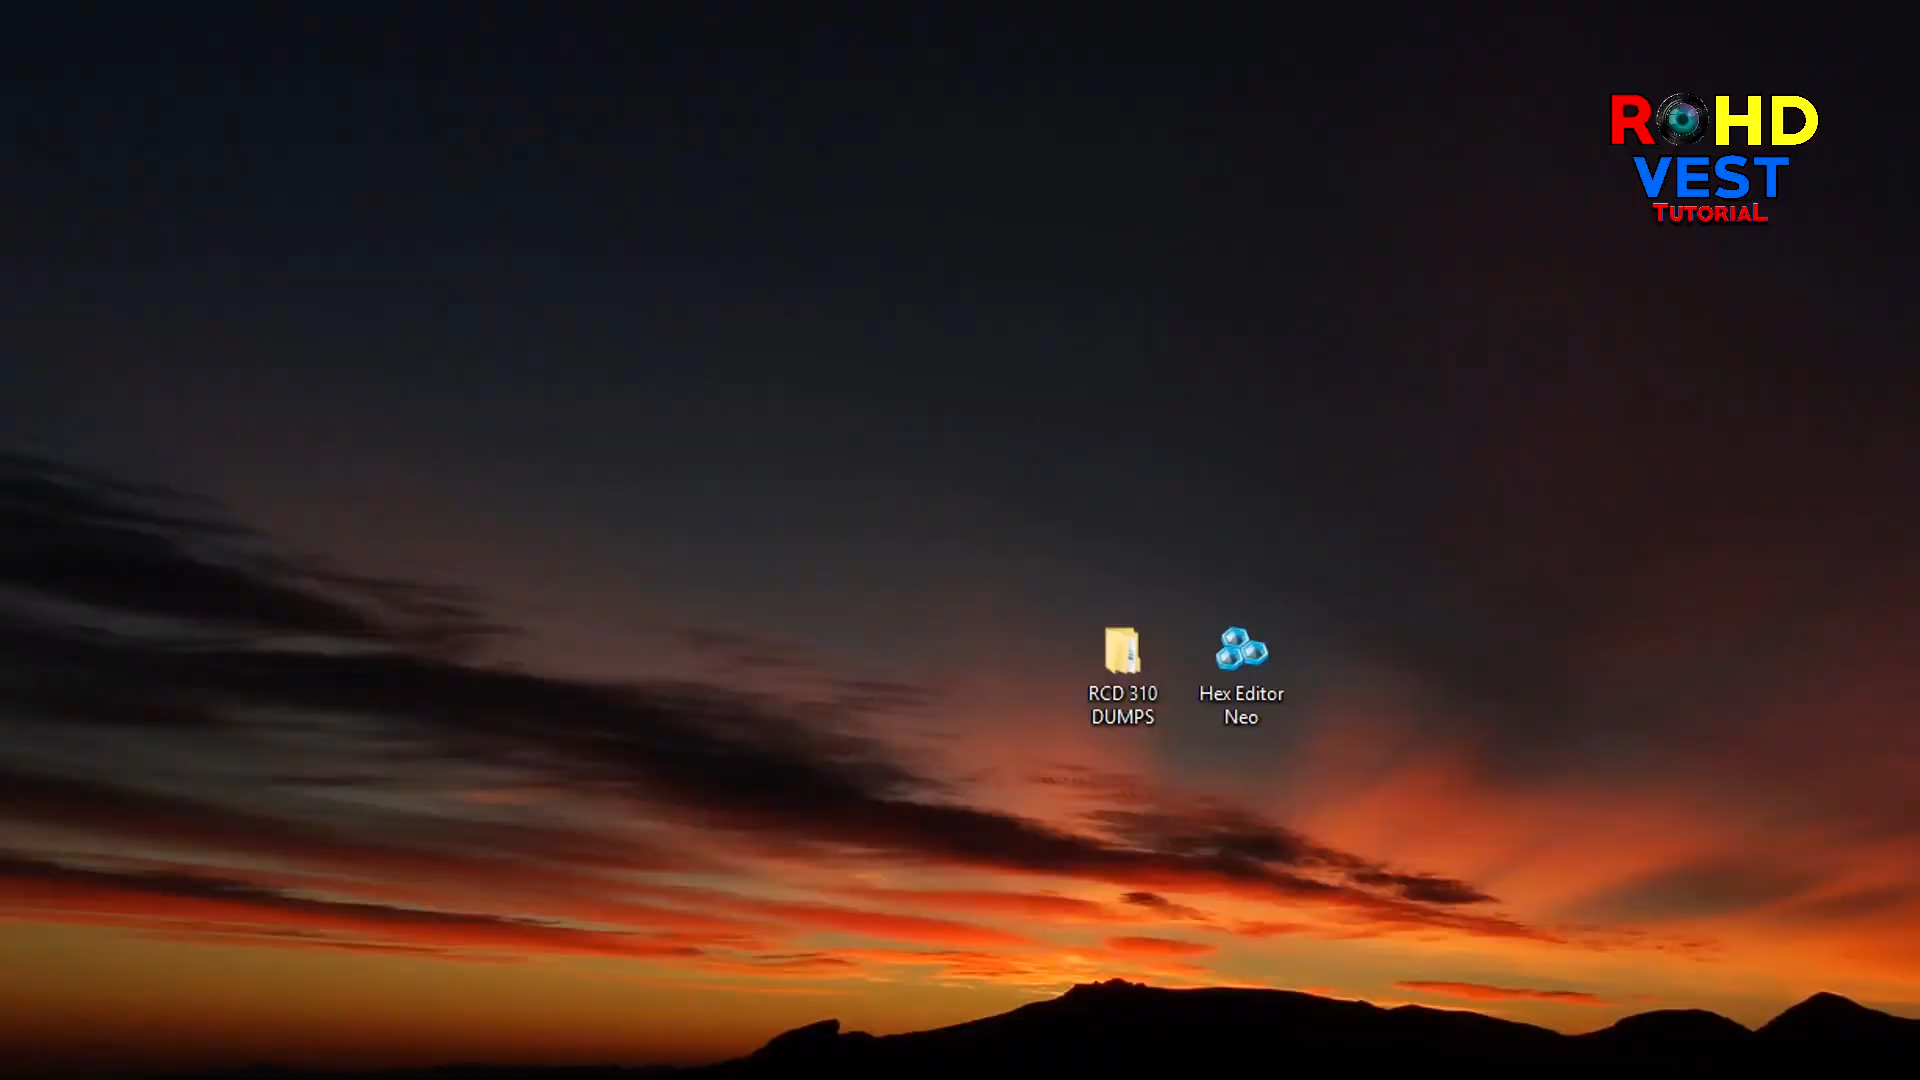 ROHD
VEST
TUTORIAL
RCD 310
DUMPS
Hex Editor
Neo